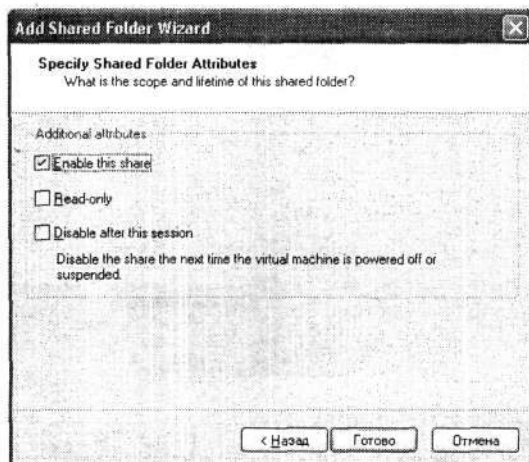 Add Shared Folder Wizard
Specify Shared Folder Attributes
What is the scope and lifetime of this shared folder?
Additional attributes
Enable this share
Read-only
Disable after this session
Disable the share the next time the virtual machine is powered off or
suspended.
< Назад Готово Отмена